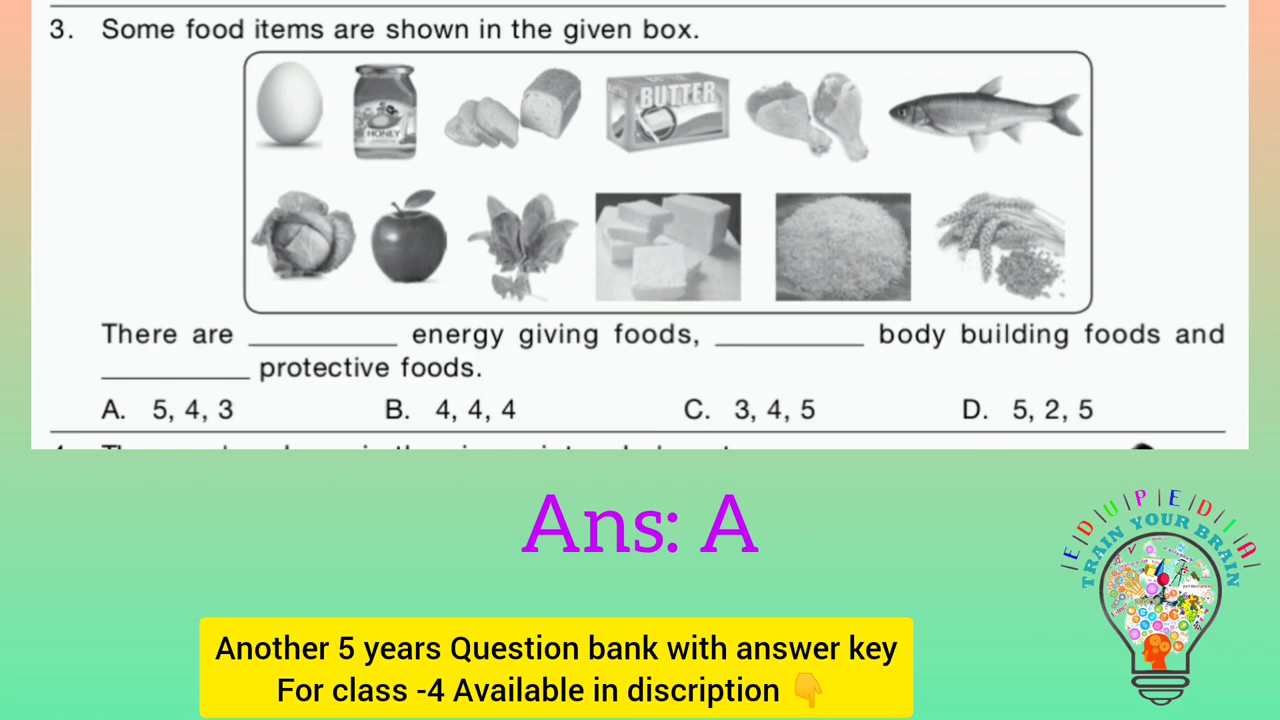 3. Some food items are shown in the given box.
HONEY
BUTTER
There are __________ energy giving foods, __________ body building foods and
__________ protective foods.
A. 5, 4, 3 B. 4, 4, 4 C. 3, 4, 5 D. 5, 2, 5
Ans: A
|E|D|U|P|E|D|I|A|
TRAIN YOUR BRAIN
Another 5 years Question bank with answer key
For class -4 Available in discription 👇